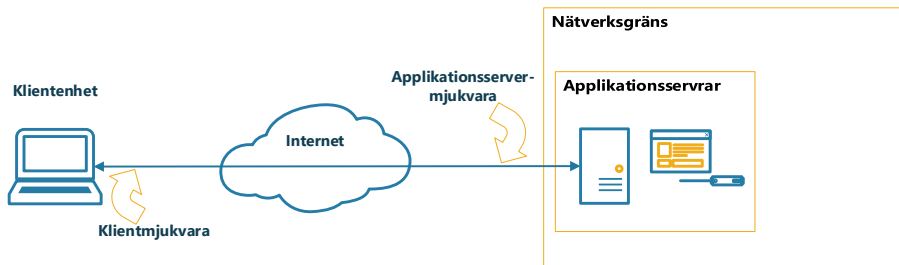 Nätverksgräns
Applikationsserver-
mjukvara
Klientenhet
Applikationsservrar
Internet
Klientmjukvara